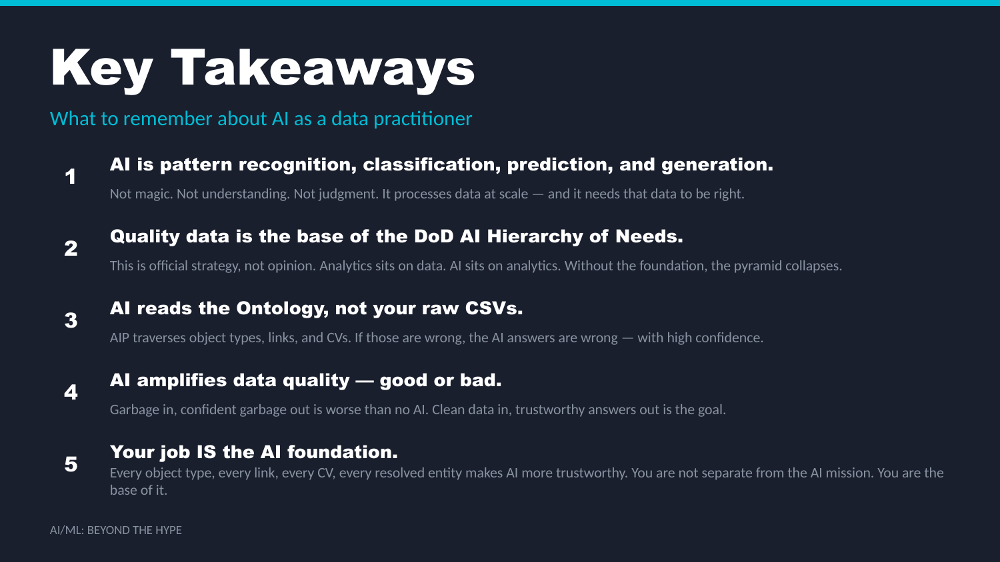 Key Takeaways
What to remember about AI as a data practitioner
1
AI is pattern recognition, classification, prediction, and generation.
Not magic. Not understanding. Not judgment. It processes data at scale — and it needs that data to be right.
2
Quality data is the base of the DoD AI Hierarchy of Needs.
This is official strategy, not opinion. Analytics sits on data. AI sits on analytics. Without the foundation, the pyramid collapses.
3
AI reads the Ontology, not your raw CSVs.
AIP traverses object types, links, and CVs. If those are wrong, the AI answers are wrong — with high confidence.
4
AI amplifies data quality — good or bad.
Garbage in, confident garbage out is worse than no AI. Clean data in, trustworthy answers out is the goal.
5
Your job IS the AI foundation.
Every object type, every link, every CV, every resolved entity makes AI more trustworthy. You are not separate from the AI mission. You are the
base of it.
AI/ML: BEYOND THE HYPE